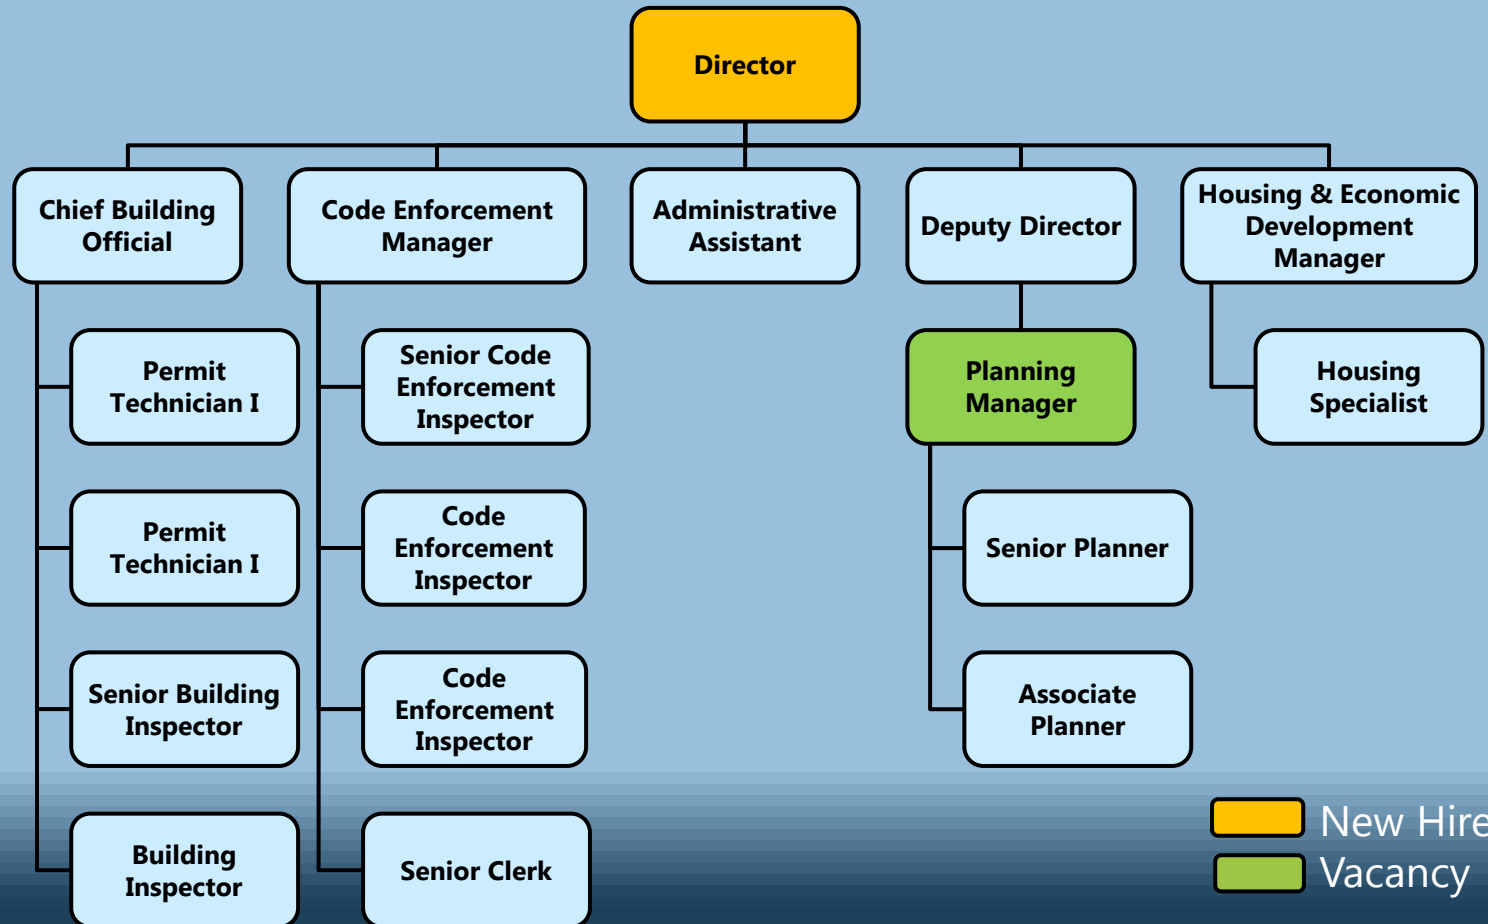 Director
Chief Building
Official
Code Enforcement
Manager
Administrative
Assistant
Deputy Director
Housing & Economic
Development
Manager
Permit
Technician I
Senior Code
Enforcement
Inspector
Planning
Manager
Housing
Specialist
Permit
Technician I
Code
Enforcement
Inspector
Senior Planner
Senior Building
Inspector
Code
Enforcement
Inspector
Associate
Planner
Building
Inspector
Senior Clerk
New Hire
Vacancy